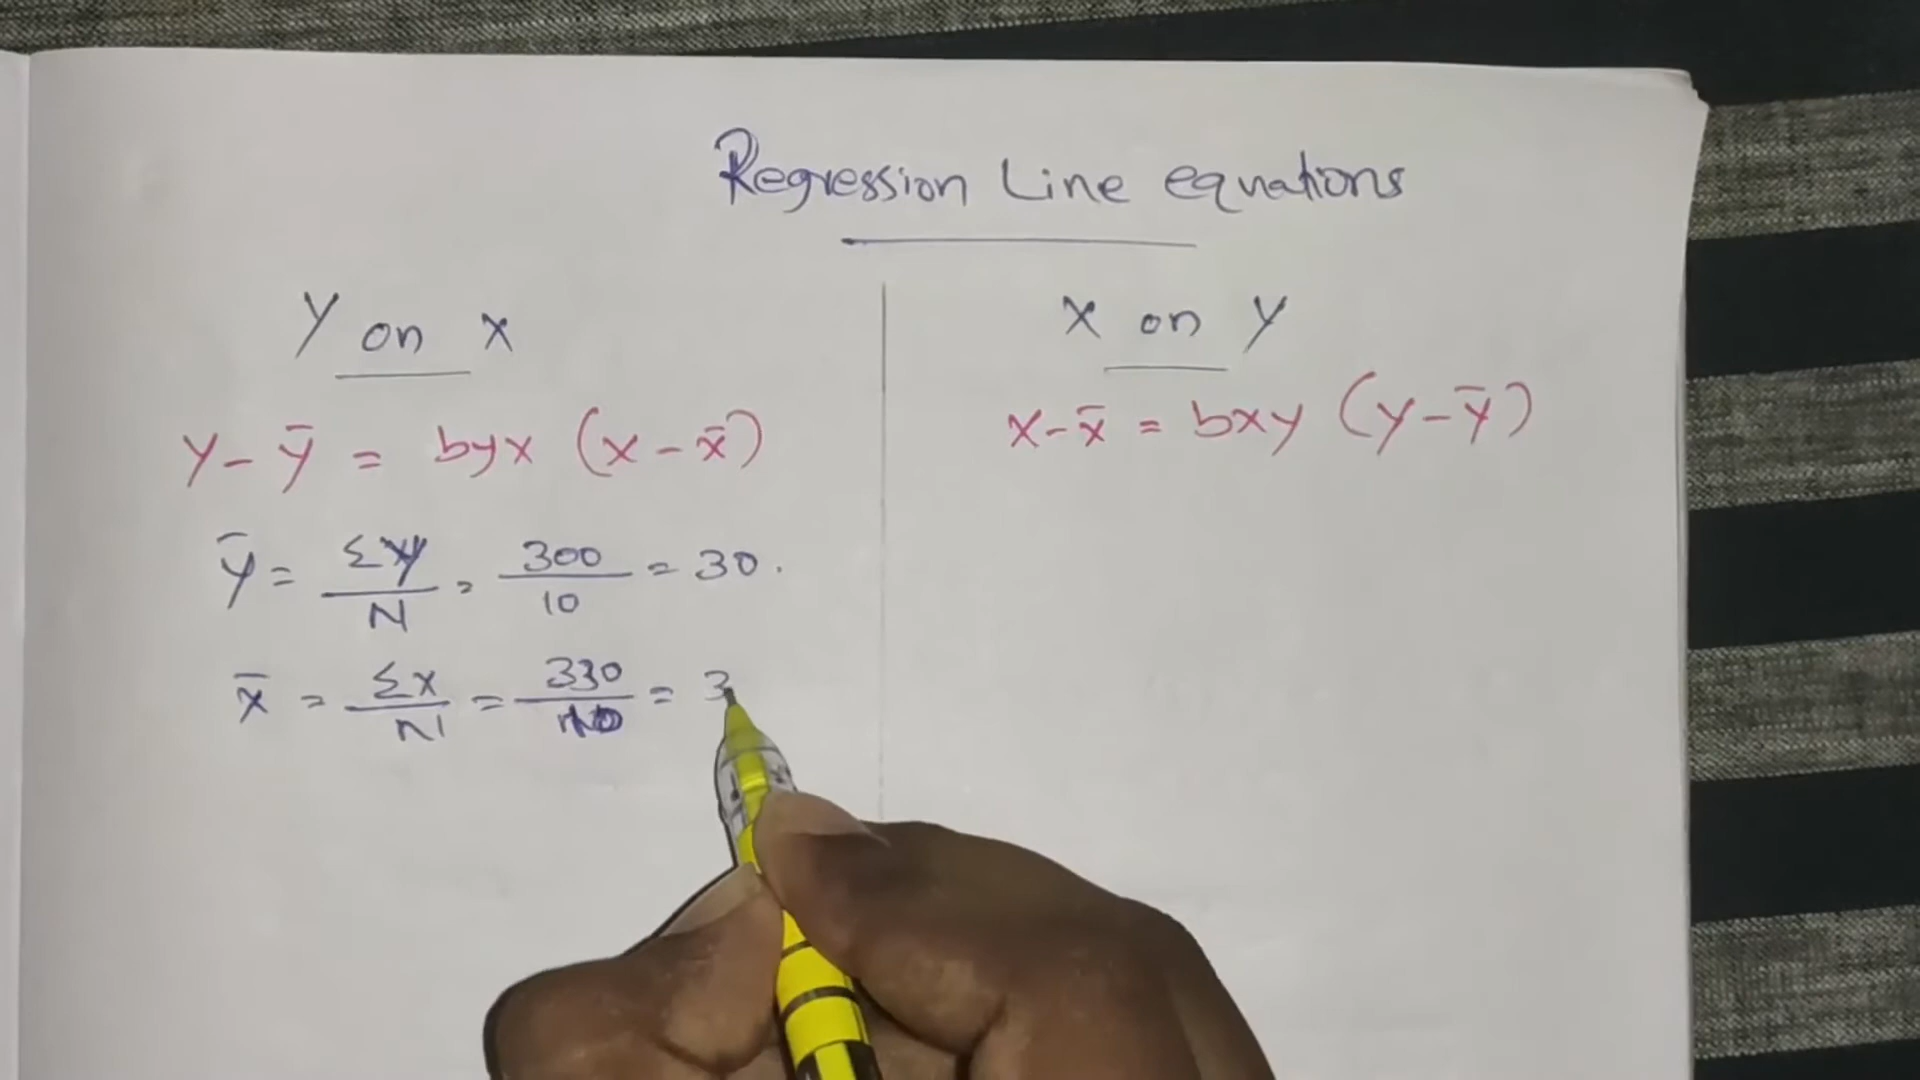 Regression Line equations
Y on X
Y - ȳ = byx (x - x̄)
ȳ = Σy/N = 300/10 = 30.
x̄ = Σx/N = 330/10 = 3
X on Y
X - x̄ = bxy (y - ȳ)